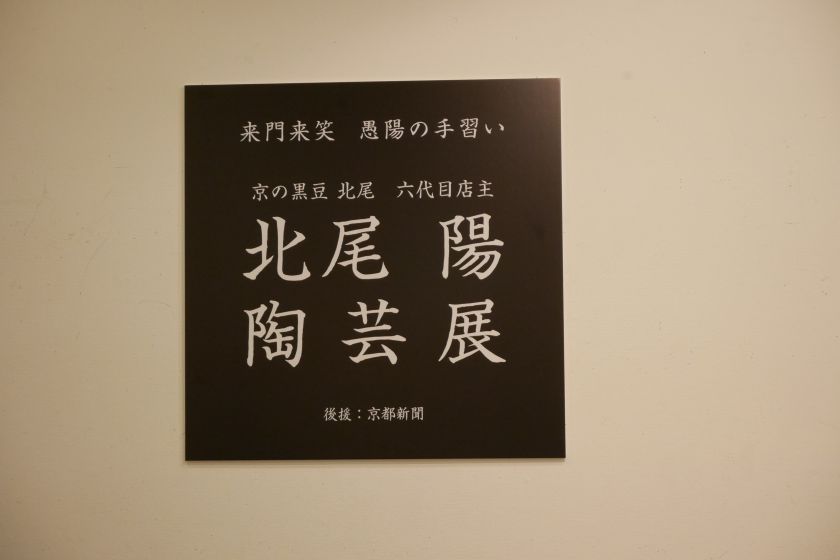 来門来笑　愚陽の手習い
京の黒豆 北尾　六代目店主
北尾 陽
陶芸展
後援：京都新聞